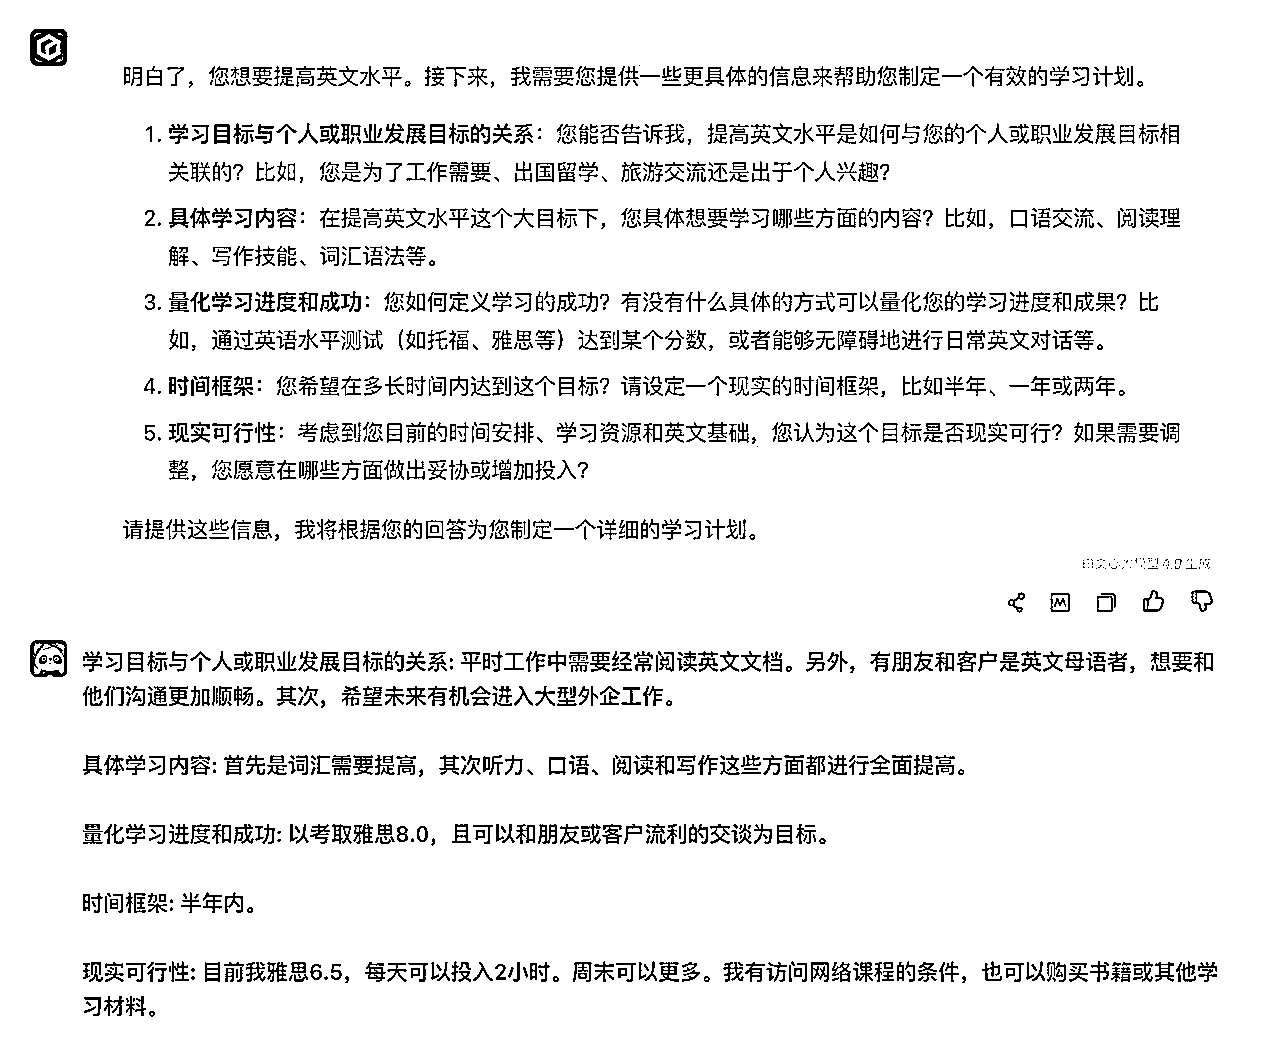 明白了，您想要提高英文水平。接下来，我需要您提供一些更具体的信息来帮助您制定一个有效的学习计划。
1. 学习目标与个人或职业发展目标的关系：您能否告诉我，提高英文水平是如何与您的个人或职业发展目标相
关联的？比如，您是为了工作需要、出国留学、旅游交流还是出于个人兴趣？
2. 具体学习内容：在提高英文水平这个大目标下，您具体想要学习哪些方面的内容？比如，口语交流、阅读理
解、写作技能、词汇语法等。
3. 量化学习进度和成功：您如何定义学习的成功？有没有什么具体的方式可以量化您的学习进度和成果？比
如，通过英语水平测试（如托福、雅思等）达到某个分数，或者能够无障碍地进行日常英文对话等。
4. 时间框架：您希望在多长时间内达到这个目标？请设定一个现实的时间框架，比如半年、一年或两年。
5. 现实可行性：考虑到您目前的时间安排、学习资源和英文基础，您认为这个目标是否现实可行？如果需要调
整，您愿意在哪些方面做出妥协或增加投入？
请提供这些信息，我将根据您的回答为您制定一个详细的学习计划。
由文心大模型4.0生成
学习目标与个人或职业发展目标的关系: 平时工作中需要经常阅读英文文档。另外，有朋友和客户是英文母语者，想要和
他们沟通更加顺畅。其次，希望未来有机会进入大型外企工作。
具体学习内容: 首先是词汇需要提高，其次听力、口语、阅读和写作这些方面都进行全面提高。
量化学习进度和成功: 以考取雅思8.0，且可以和朋友或客户流利的交谈为目标。
时间框架: 半年内。
现实可行性: 目前我雅思6.5，每天可以投入2小时。周末可以更多。我有访问网络课程的条件，也可以购买书籍或其他学
习材料。